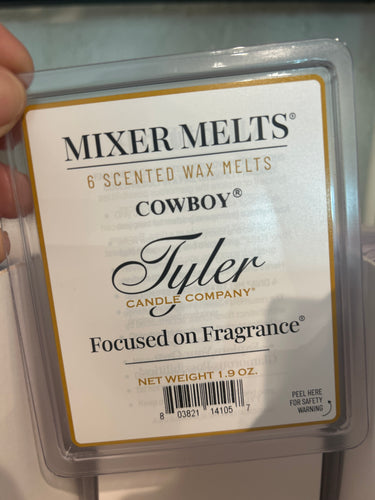 MIXER MELTS®
6 SCENTED WAX MELTS
COWBOY®
Tyler
CANDLE COMPANY®
Focused on Fragrance®
NET WEIGHT 1.9 OZ.
PEEL HERE
FOR SAFETY
WARNING
8 03821 14105 7